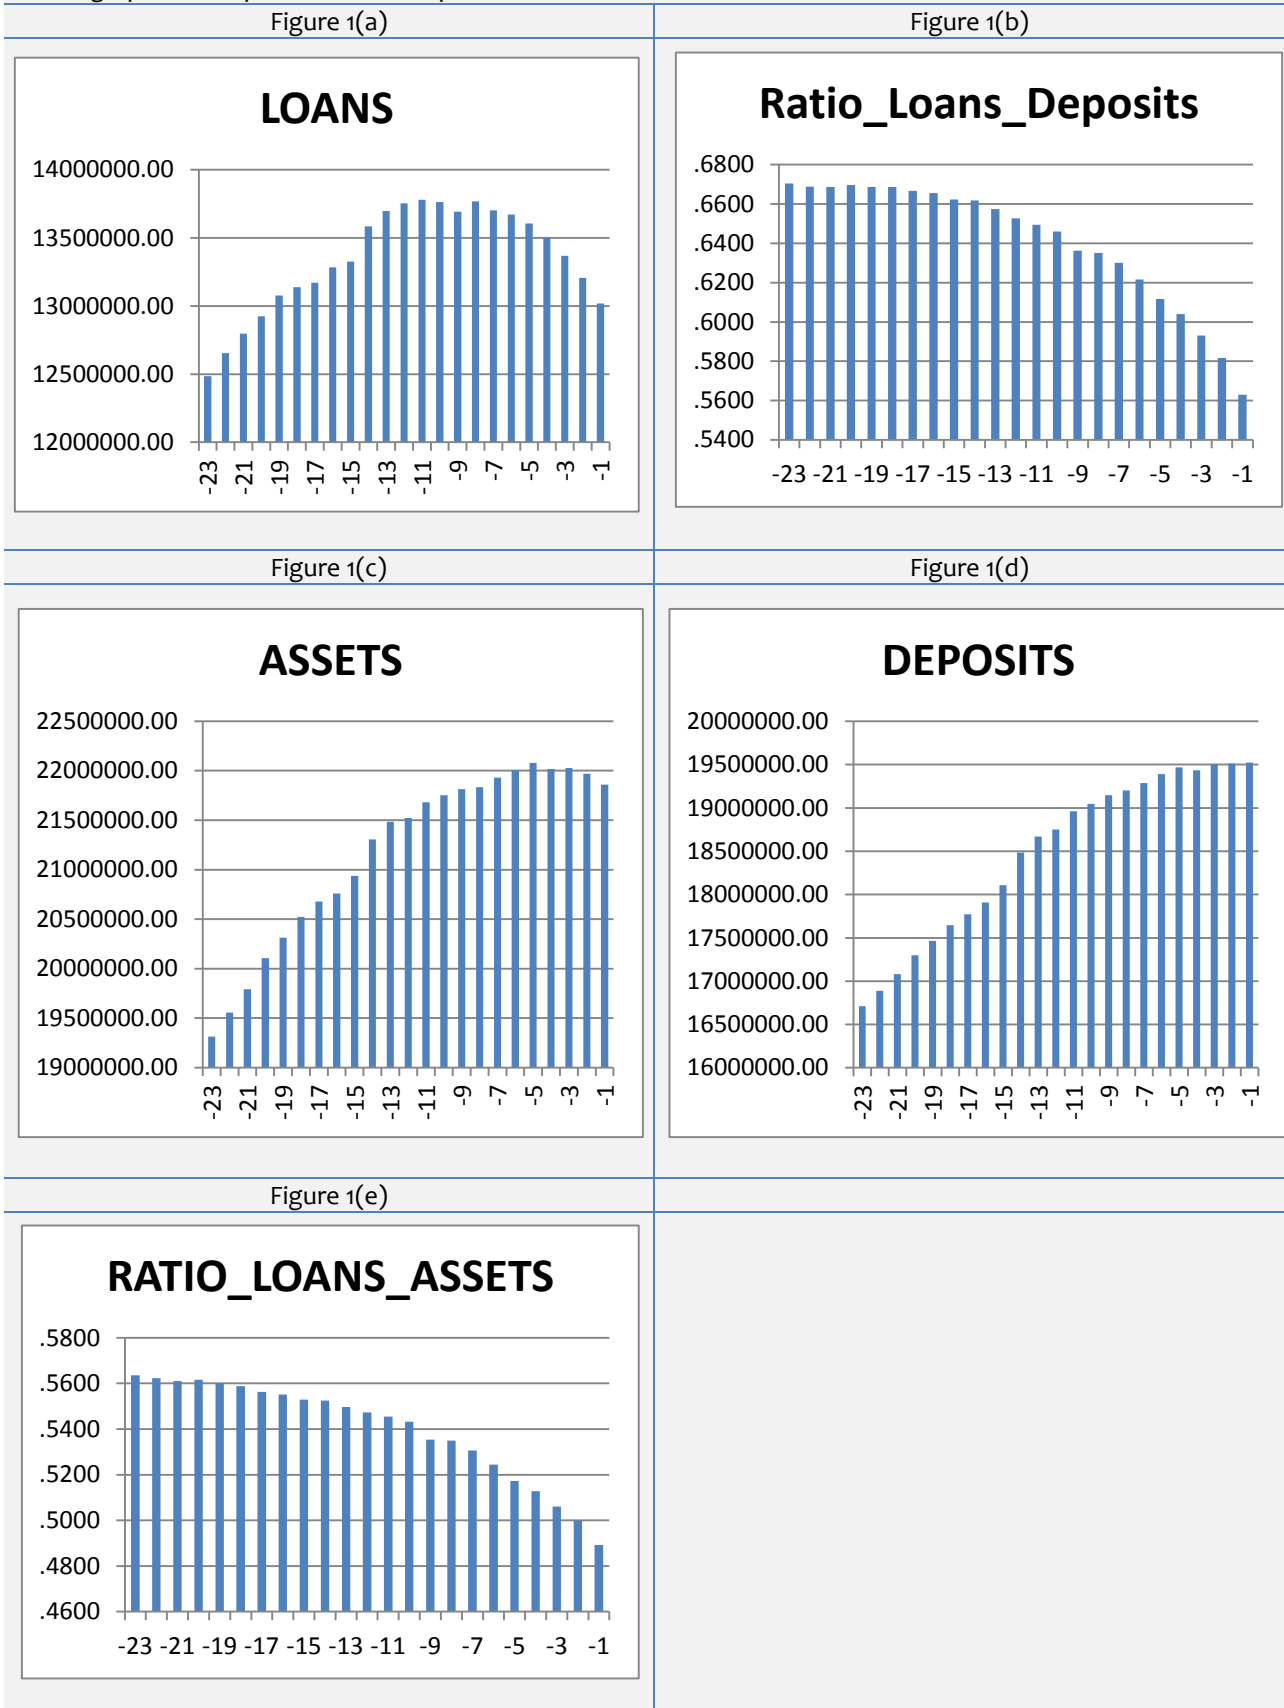 Figure 1(a)
Figure 1(b)
LOANS
14000000.00
13500000.00
13000000.00
12500000.00
12000000.00
-23 -21 -19 -17 -15 -13 -11 -9 -7 -5 -3 -1
Ratio_Loans_Deposits
.6800
.6600
.6400
.6200
.6000
.5800
.5600
.5400
-23 -21 -19 -17 -15 -13 -11 -9 -7 -5 -3 -1
Figure 1(c)
Figure 1(d)
ASSETS
22500000.00
22000000.00
21500000.00
21000000.00
20500000.00
20000000.00
19500000.00
19000000.00
-23 -21 -19 -17 -15 -13 -11 -9 -7 -5 -3 -1
DEPOSITS
20000000.00
19500000.00
19000000.00
18500000.00
18000000.00
17500000.00
17000000.00
16500000.00
16000000.00
-23 -21 -19 -17 -15 -13 -11 -9 -7 -5 -3 -1
Figure 1(e)
RATIO_LOANS_ASSETS
.5800
.5600
.5400
.5200
.5000
.4800
.4600
-23 -21 -19 -17 -15 -13 -11 -9 -7 -5 -3 -1